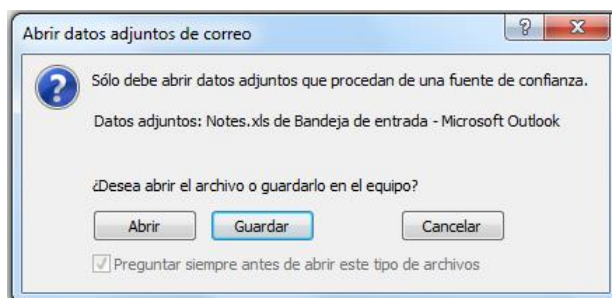 Abrir datos adjuntos de correo
Sólo debe abrir datos adjuntos que procedan de una fuente de confianza.
Datos adjuntos: Notes.xls de Bandeja de entrada - Microsoft Outlook
¿Desea abrir el archivo o guardarlo en el equipo?
Abrir Guardar Cancelar
Preguntar siempre antes de abrir este tipo de archivos